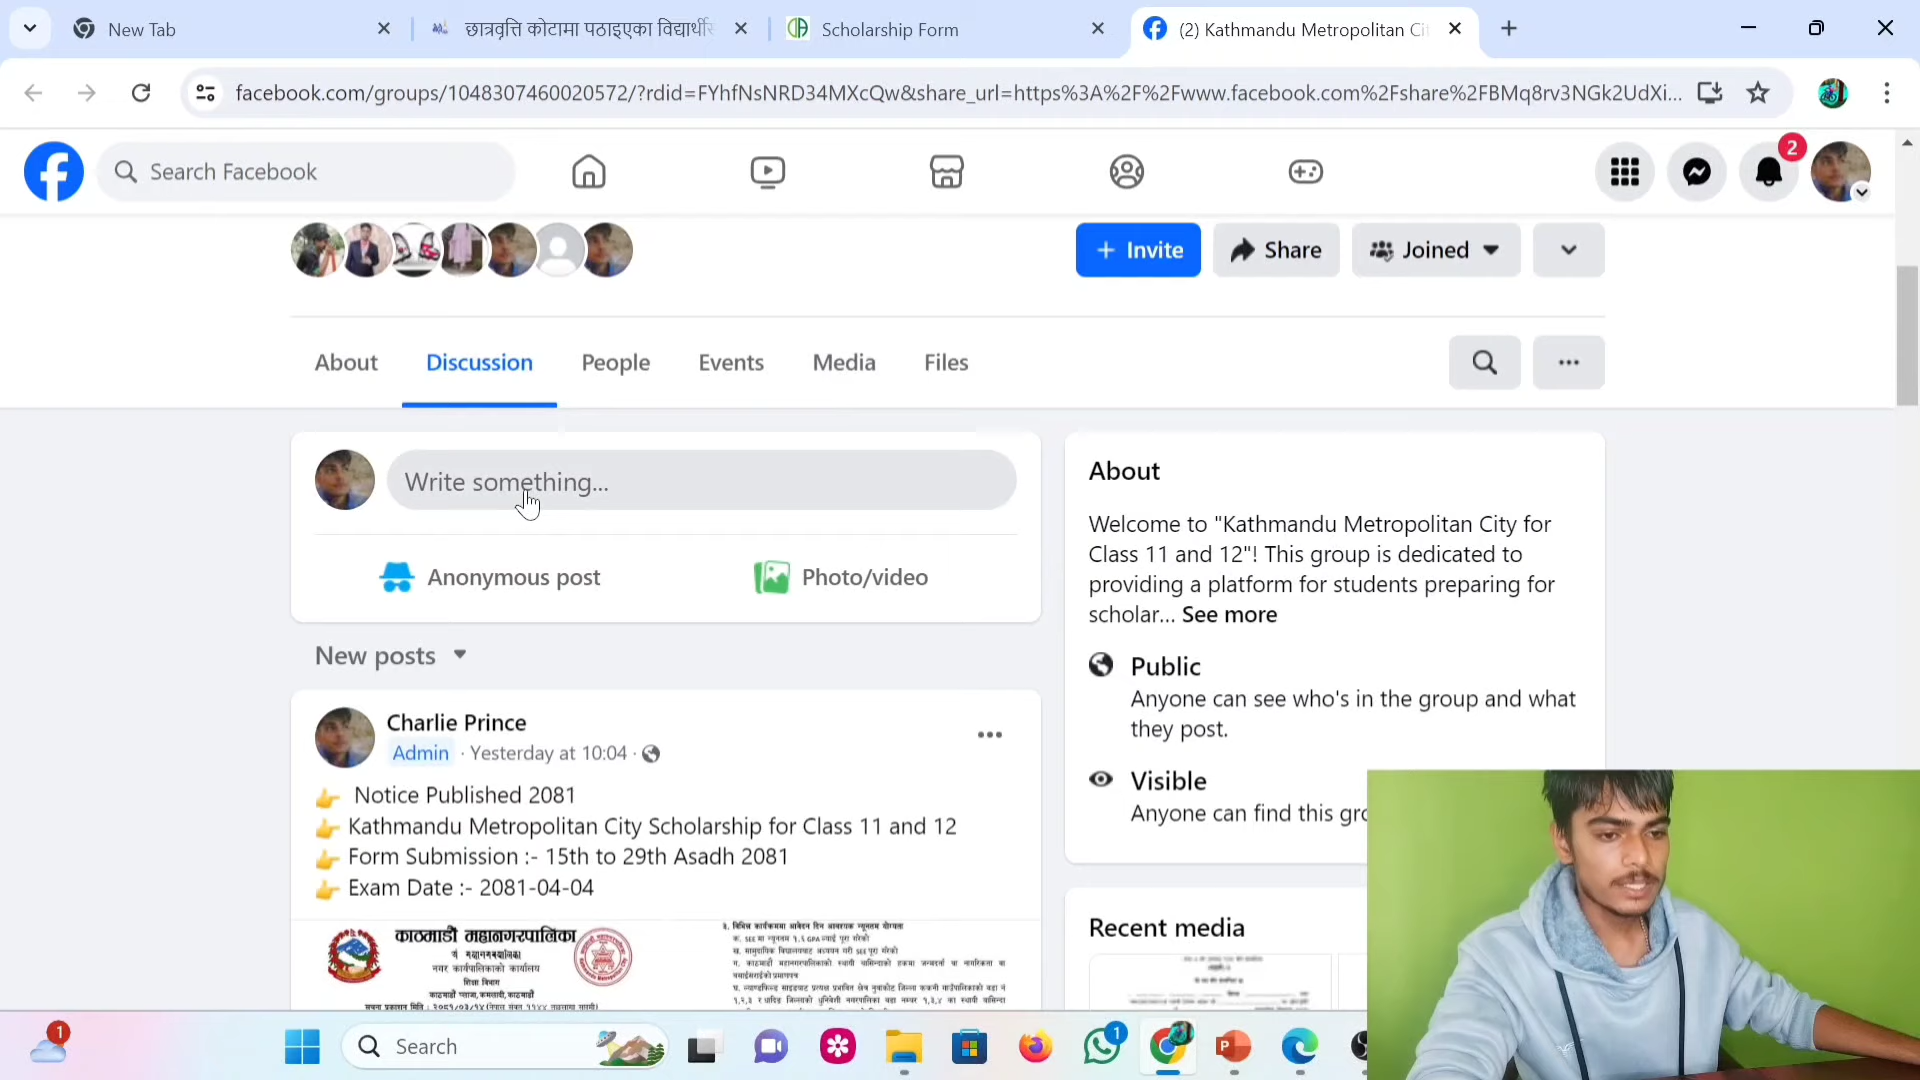 New Tab
छात्रवृत्ति कोटामा पठाइएका विद्यार्थीर
Scholarship Form
(2) Kathmandu Metropolitan Ci
facebook.com/groups/1048307460020572/?rdid=FYhfNsNRD34MXcQw&share_url=https%3A%2F%2Fwww.facebook.com%2Fshare%2FBMq8rv3NGk2UdXi...
Search Facebook
2
Invite
Share
Joined
About
Discussion
People
Events
Media
Files
Write something...
Anonymous post
Photo/video
New posts
Charlie Prince
Admin · Yesterday at 10:04 ·
Notice Published 2081
Kathmandu Metropolitan City Scholarship for Class 11 and 12
Form Submission :- 15th to 29th Asadh 2081
Exam Date :- 2081-04-04
काठमाडौं महानगरपालिका
नगर कार्यपालिकाको कार्यालय
शिक्षा विभाग
About
Welcome to "Kathmandu Metropolitan City for
Class 11 and 12"! This group is dedicated to
providing a platform for students preparing for
scholar... See more
Public
Anyone can see who's in the group and what
they post.
Visible
Anyone can find this gro
Recent media
1
Search
1